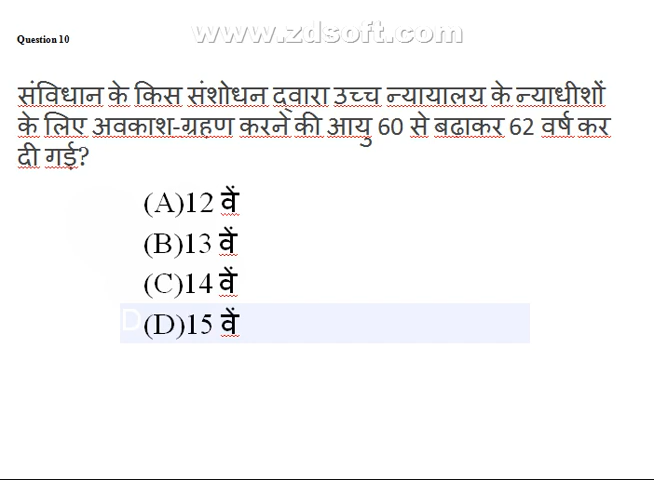 www.zdsoft.com
Question 10
संविधान के किस संशोधन द्वारा उच्च न्यायालय के न्याधीशों
के लिए अवकाश-ग्रहण करने की आयु 60 से बढाकर 62 वर्ष कर
दी गई?
(A)12 वें
(B)13 वें
(C)14 वें
D (D)15 वें